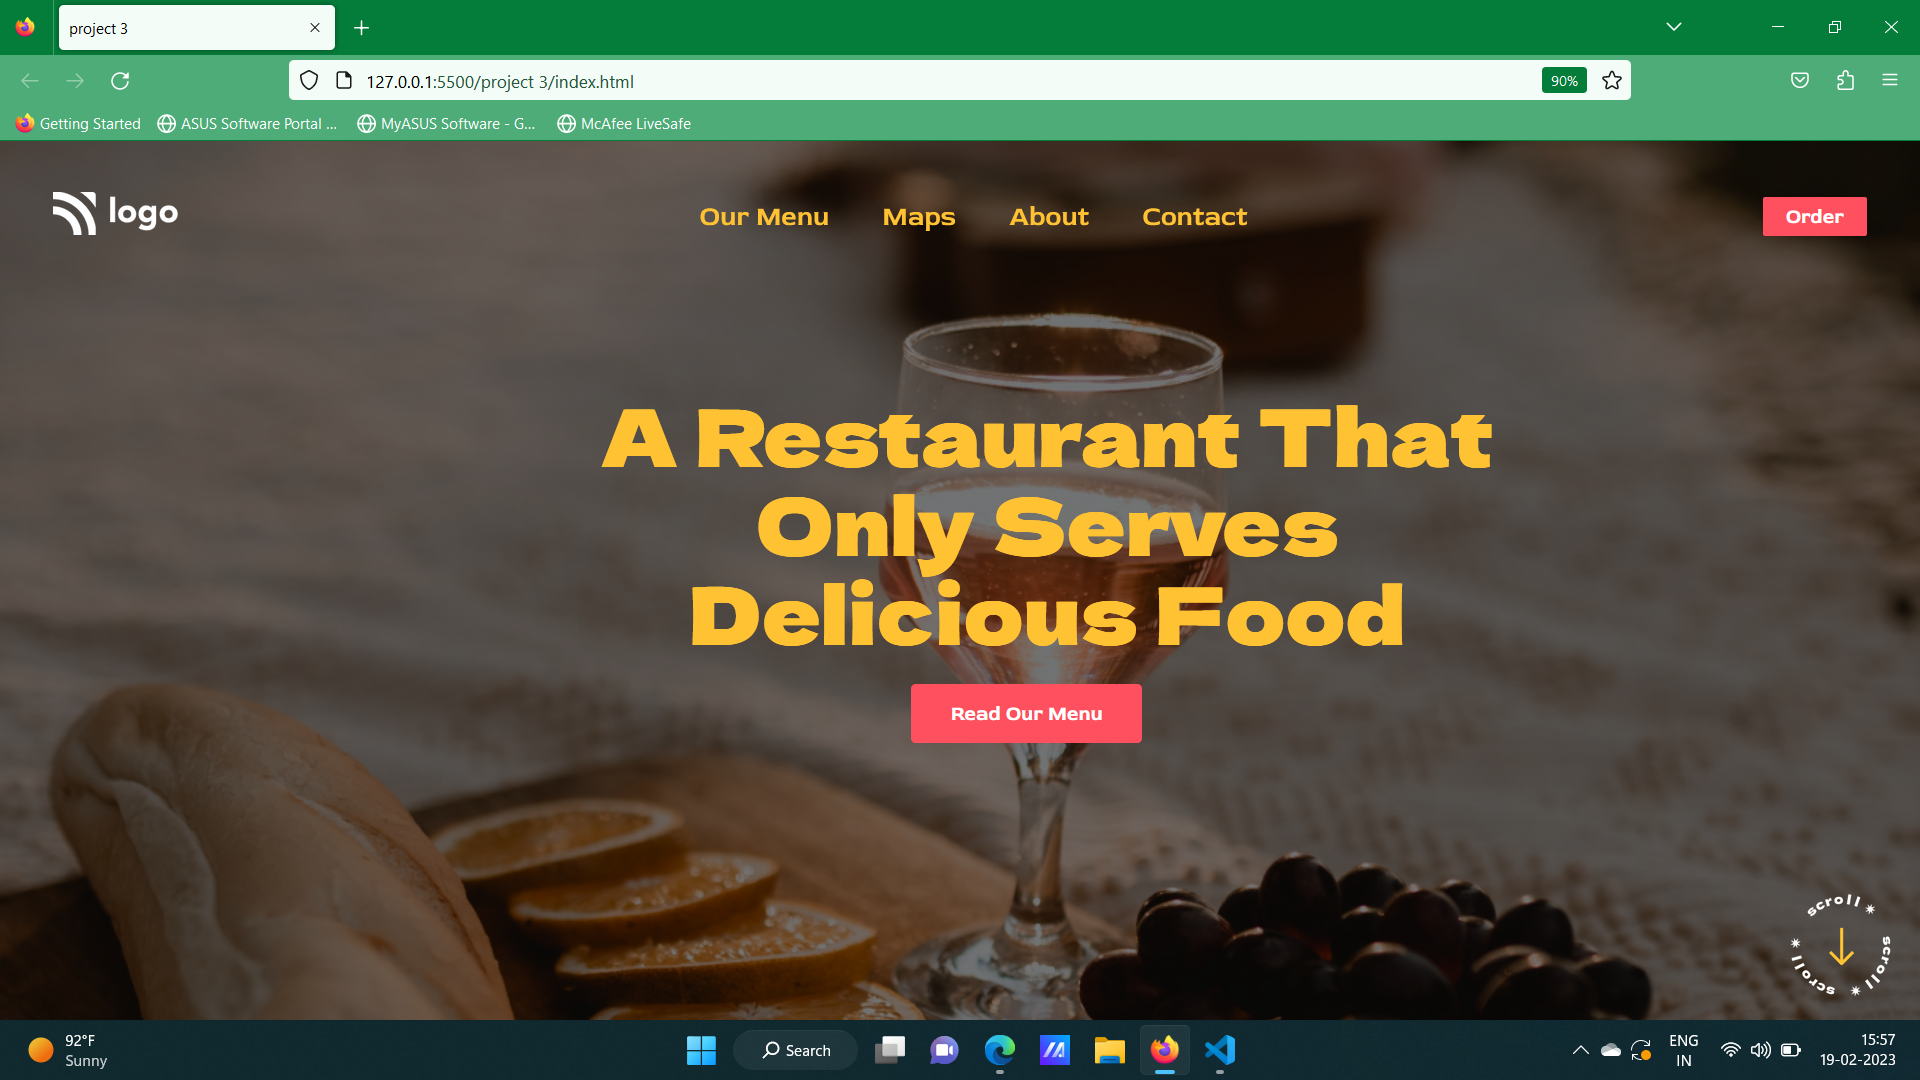 project 3
127.0.0.1:5500/project 3/index.html
90%
Getting Started
ASUS Software Portal ...
MyASUS Software - G...
McAfee LiveSafe
logo
Our Menu
Maps
About
Contact
Order
A Restaurant That
Only Serves
Delicious Food
Read Our Menu
scroll * scroll * scroll *
92°F
Sunny
Search
ENG
IN
15:57
19-02-2023